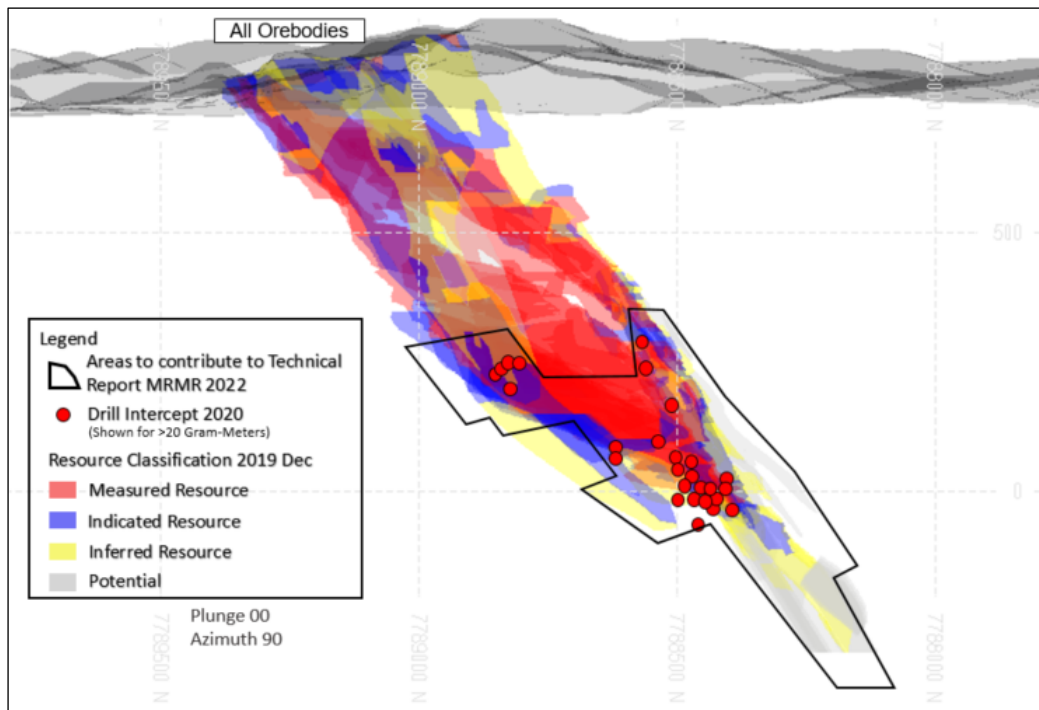 All Orebodies
7789500 N
7789000 N
7788500 N
7788000 N
500
Legend
Areas to contribute to Technical
Report MRMR 2022
Drill Intercept 2020
(Shown for >20 Gram-Meters)
Resource Classification 2019 Dec
Measured Resource
Indicated Resource
Inferred Resource
Potential
0
Plunge 00
Azimuth 90
7789500 N
7789000 N
7788500 N
7788000 N